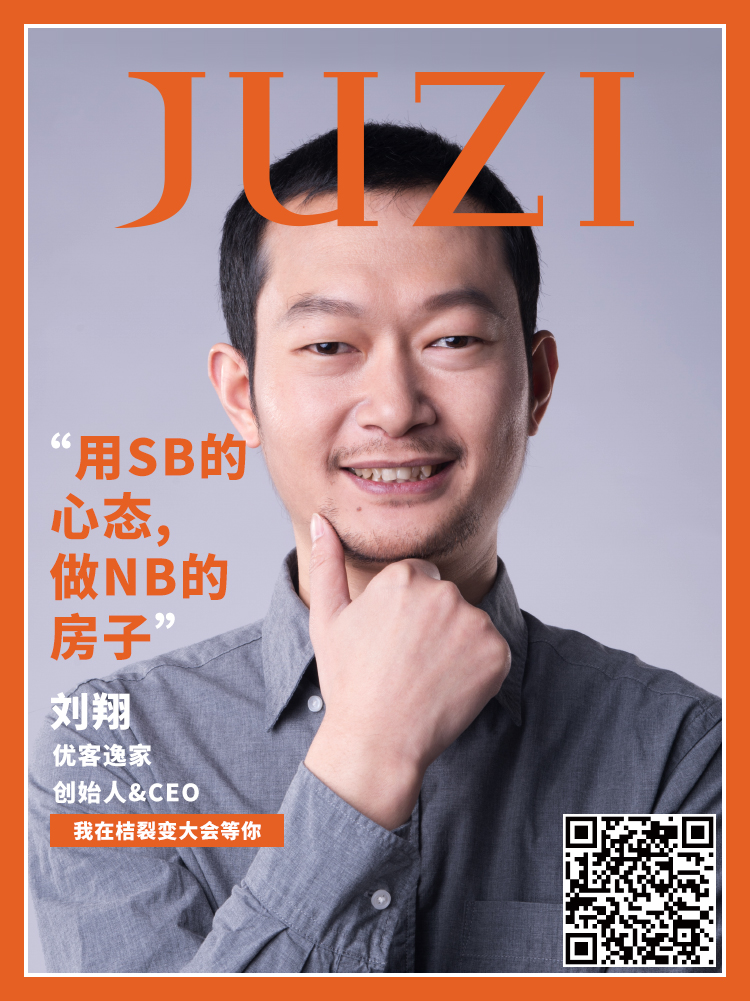 JUZI
“用SB的
心态，
做NB的
房子”
刘翔
优客逸家
创始人&CEO
我在桔裂变大会等你